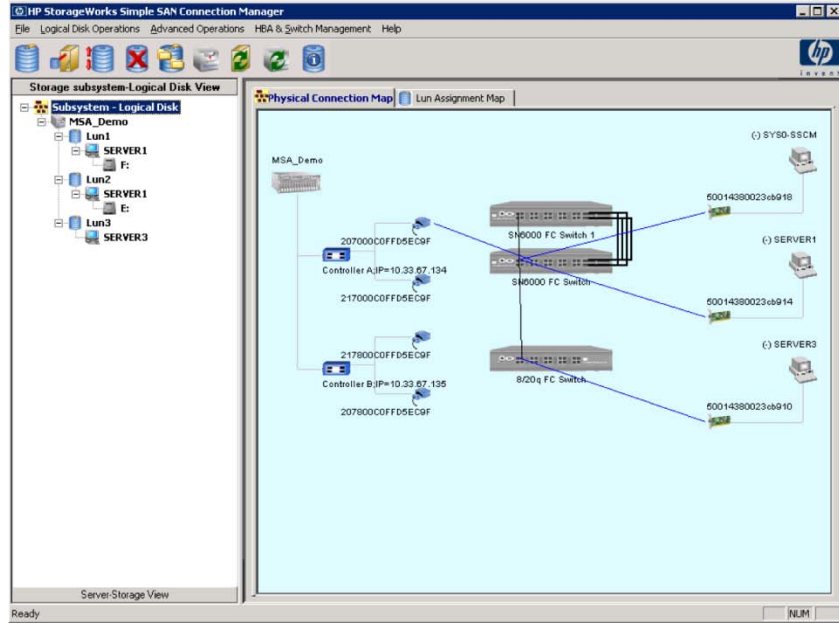 HP StorageWorks Simple SAN Connection Manager
File Logical Disk Operations Advanced Operations HBA & Switch Management Help
hp
invent
Storage subsystem-Logical Disk View
Subsystem - Logical Disk
MSA_Demo
Lun1
SERVER1
F:
Lun2
SERVER1
E:
Lun3
SERVER3
Server-Storage View
Physical Connection Map
Lun Assignment Map
MSA_Demo
207000C0FFD5EC9F
Controller A;IP=10.33.67.134
217000C0FFD5EC9F
217800C0FFD5EC9F
Controller B;IP=10.33.67.135
207800C0FFD5EC9F
SN6000 FC Switch 1
SN6000 FC Switch
8/20q FC Switch
(-) SYS0-SSCM
50014380023cb918
(-) SERVER1
50014380023cb914
(-) SERVER3
50014380023cb910
Ready
NUM